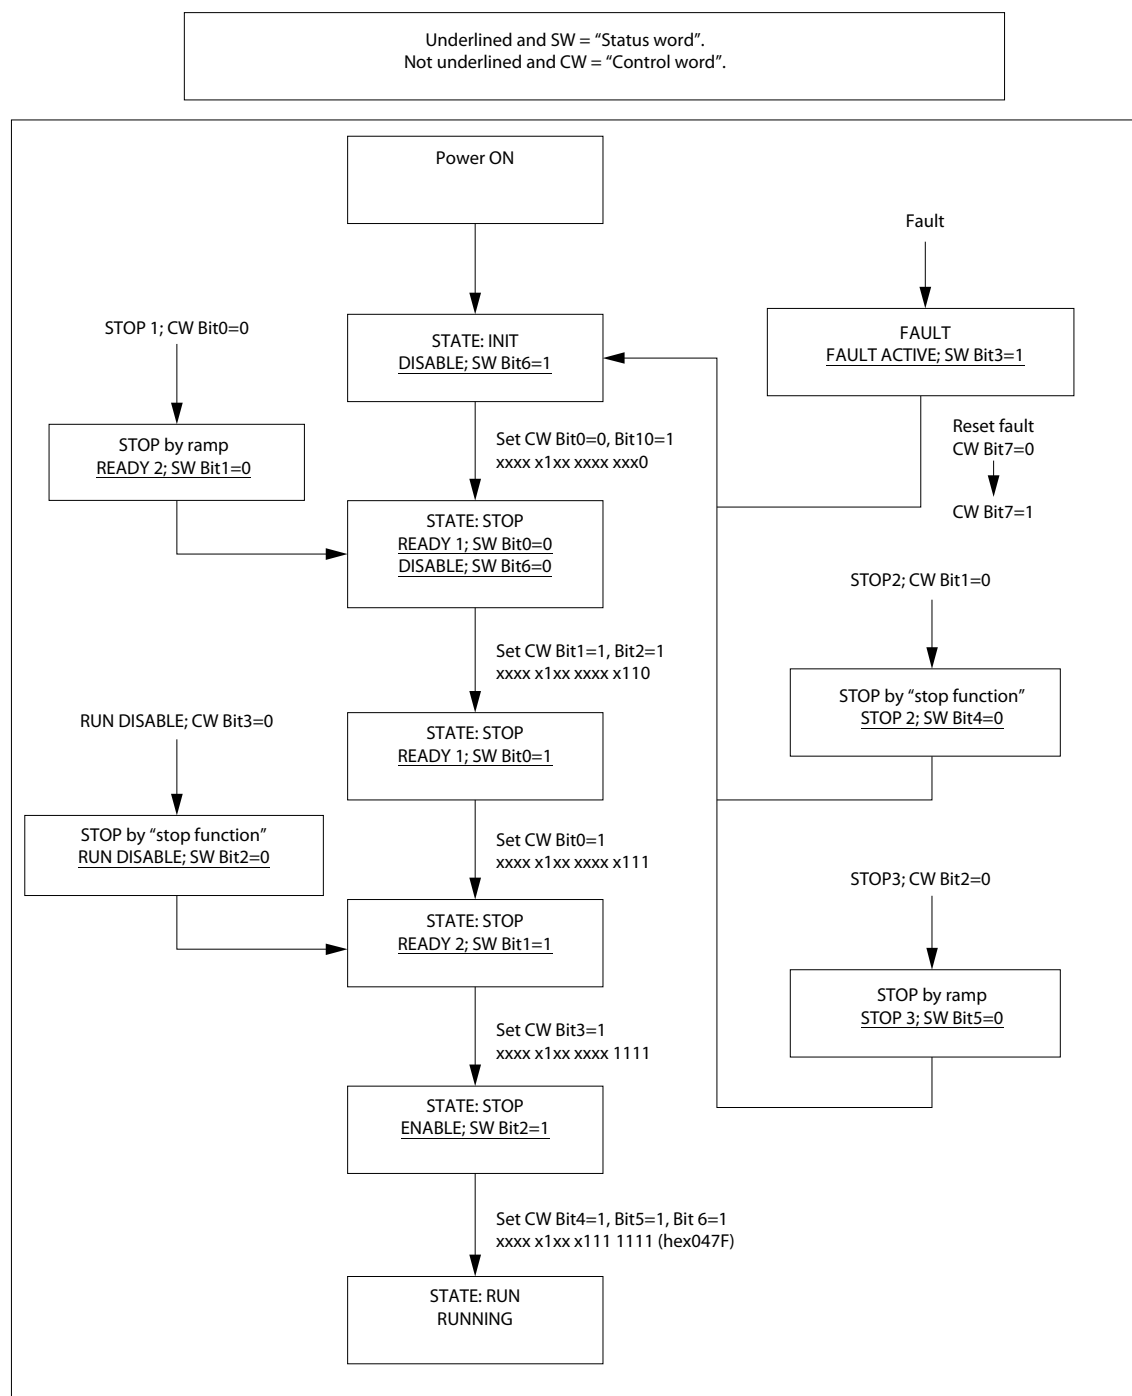 Underlined and SW = “Status word”.
Not underlined and CW = “Control word”.
Power ON
Fault
STOP 1; CW Bit0=0
STATE: INIT
DISABLE; SW Bit6=1
FAULT
FAULT ACTIVE; SW Bit3=1
STOP by ramp
READY 2; SW Bit1=0
Set CW Bit0=0, Bit10=1
xxxx x1xx xxxx xxx0
Reset fault
CW Bit7=0
CW Bit7=1
STATE: STOP
READY 1; SW Bit0=0
DISABLE; SW Bit6=0
STOP2; CW Bit1=0
Set CW Bit1=1, Bit2=1
xxxx x1xx xxxx x110
STOP by “stop function”
STOP 2; SW Bit4=0
RUN DISABLE; CW Bit3=0
STATE: STOP
READY 1; SW Bit0=1
STOP by “stop function”
RUN DISABLE; SW Bit2=0
Set CW Bit0=1
xxxx x1xx xxxx x111
STOP3; CW Bit2=0
STATE: STOP
READY 2; SW Bit1=1
STOP by ramp
STOP 3; SW Bit5=0
Set CW Bit3=1
xxxx x1xx xxxx 1111
STATE: STOP
ENABLE; SW Bit2=1
Set CW Bit4=1, Bit5=1, Bit 6=1
xxxx x1xx x111 1111 (hex047F)
STATE: RUN
RUNNING